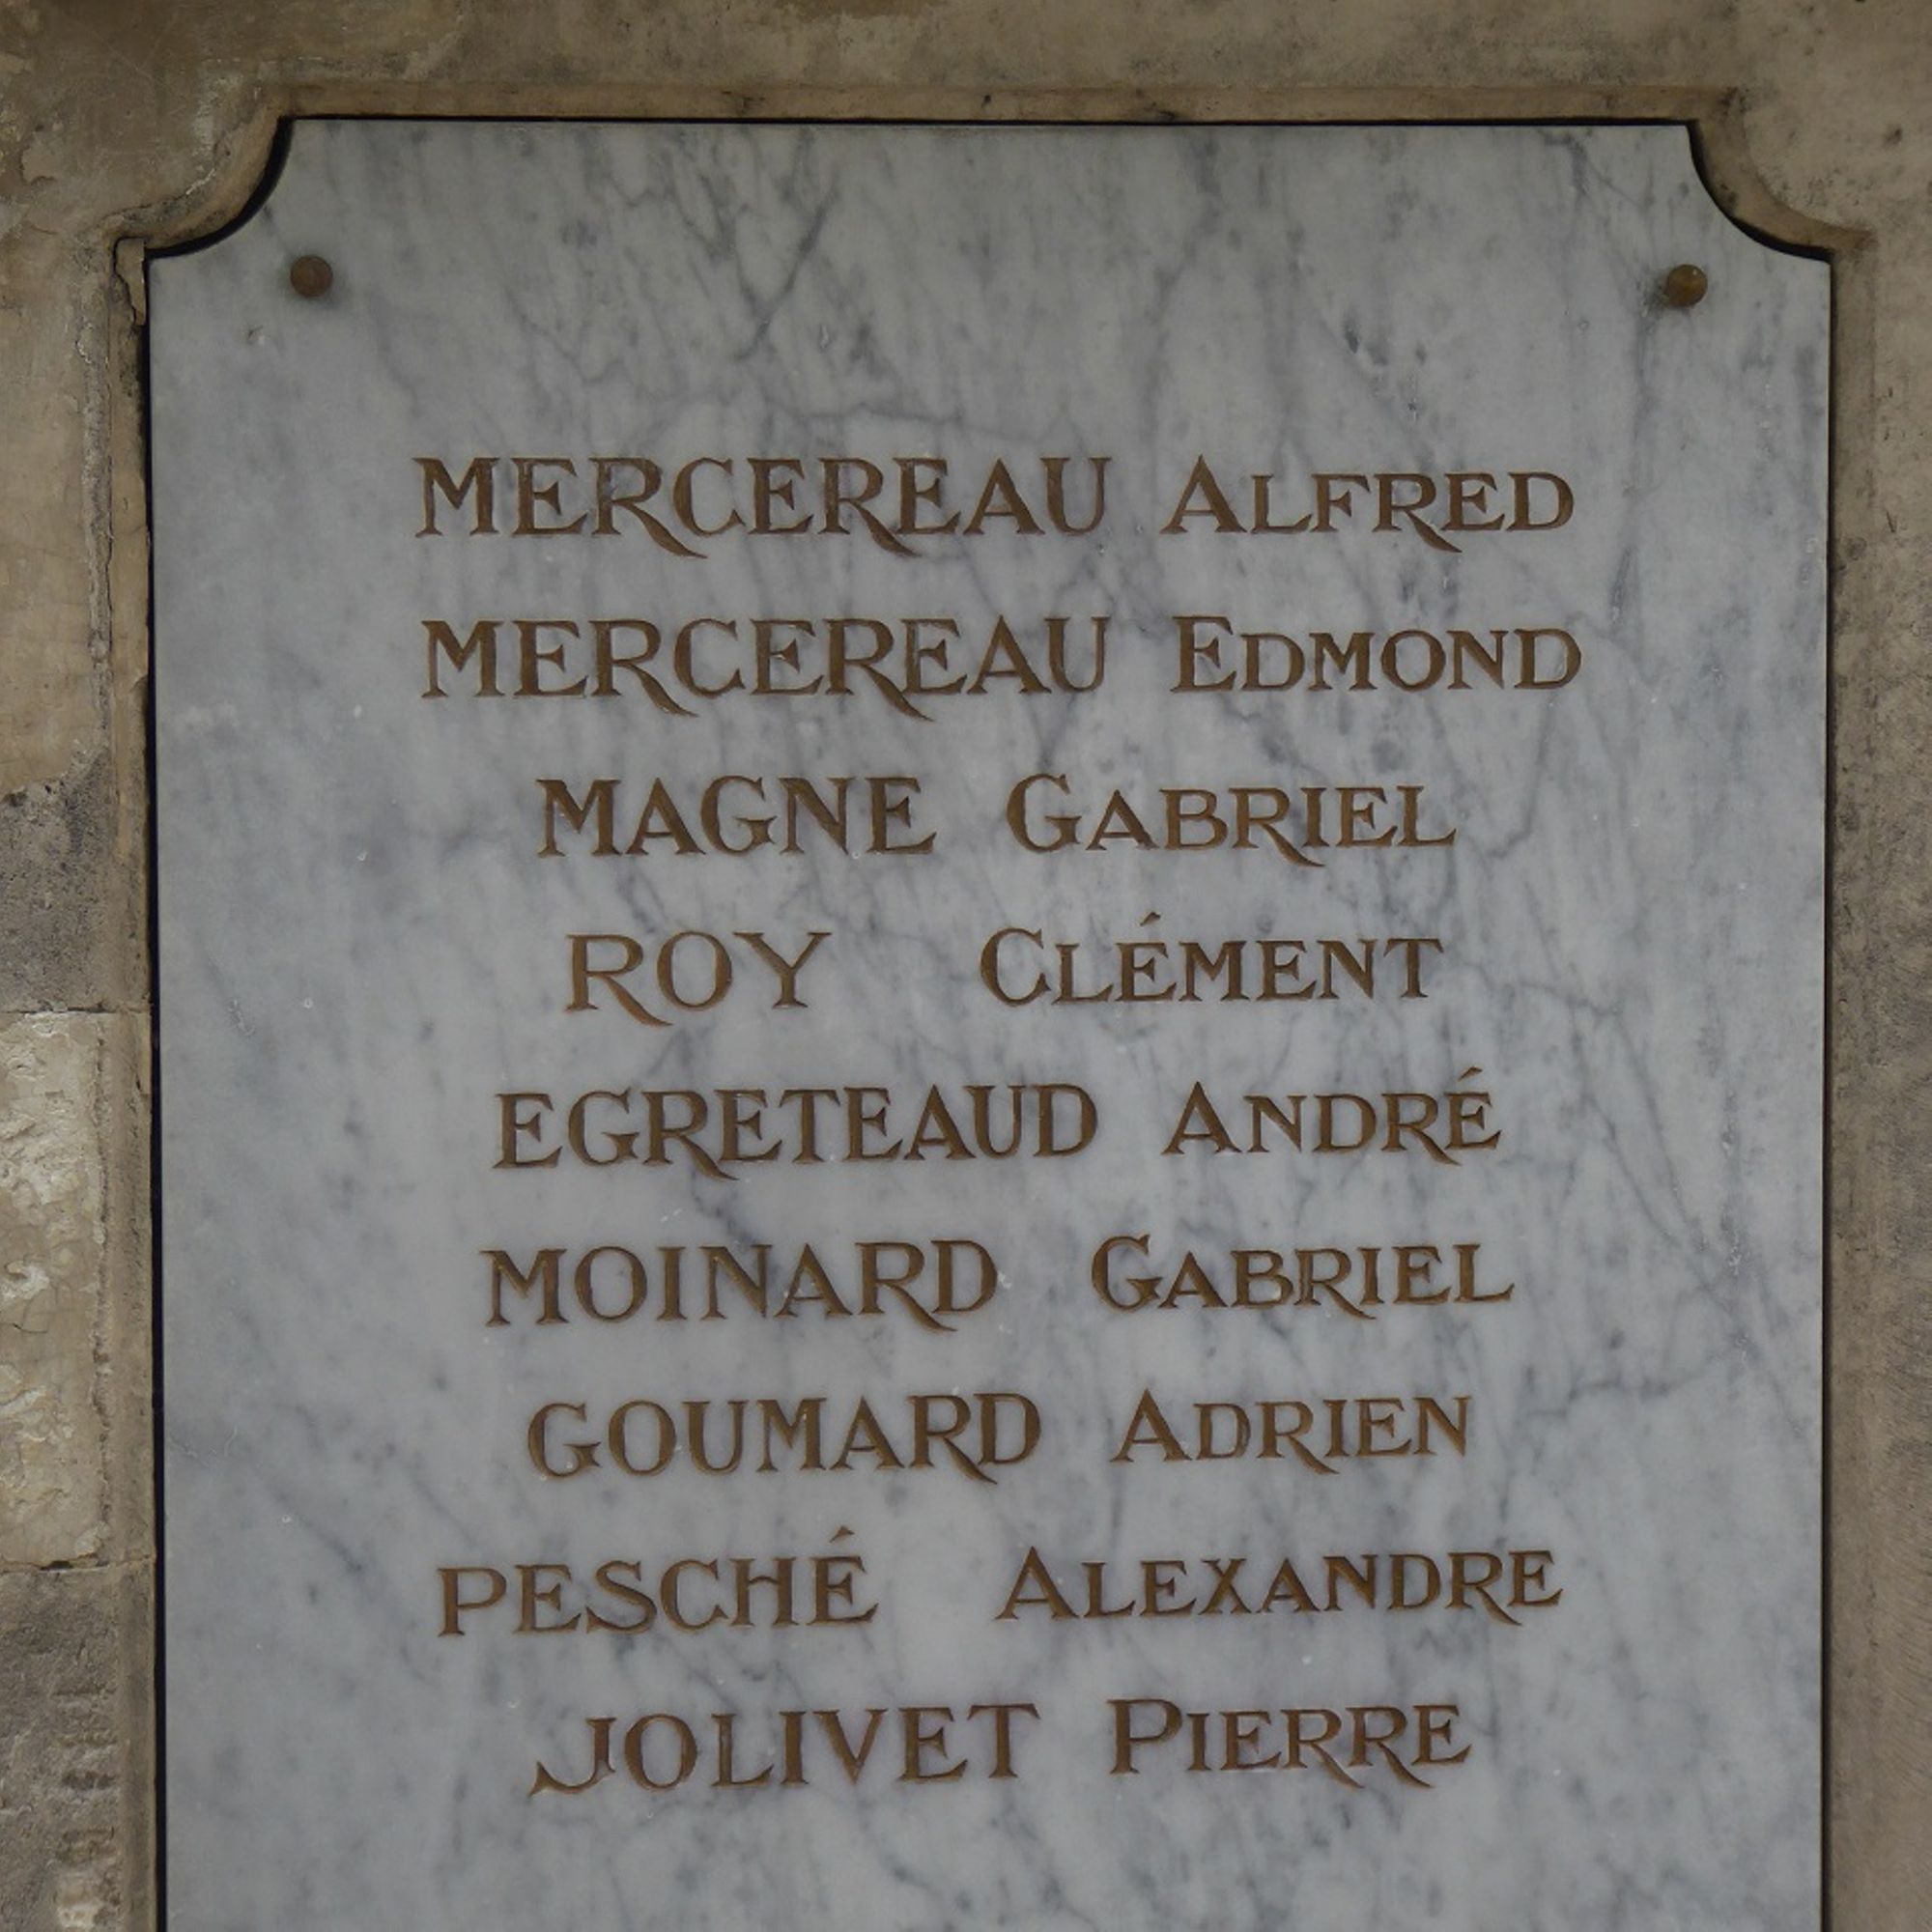 MERCEREAU ALFRED
MERCEREAU EDMOND
MAGNE GABRIEL
ROY CLÉMENT
EGRETEAUD ANDRÉ
MOINARD GABRIEL
GOUMARD ADRIEN
PESCHÉ ALEXANDRE
JOLIVET PIERRE